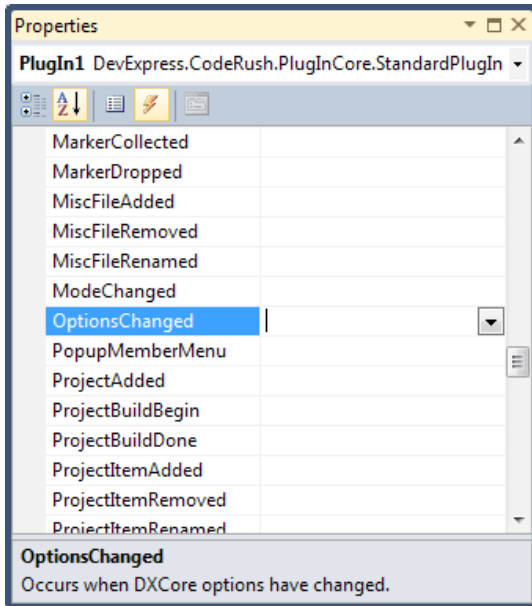 Properties
PlugIn1 DevExpress.CodeRush.PlugInCore.StandardPlugIn
MarkerCollected
MarkerDropped
MiscFileAdded
MiscFileRemoved
MiscFileRenamed
ModeChanged
OptionsChanged
PopupMemberMenu
ProjectAdded
ProjectBuildBegin
ProjectBuildDone
ProjectItemAdded
ProjectItemRemoved
ProjectItemRenamed
OptionsChanged
Occurs when DXCore options have changed.